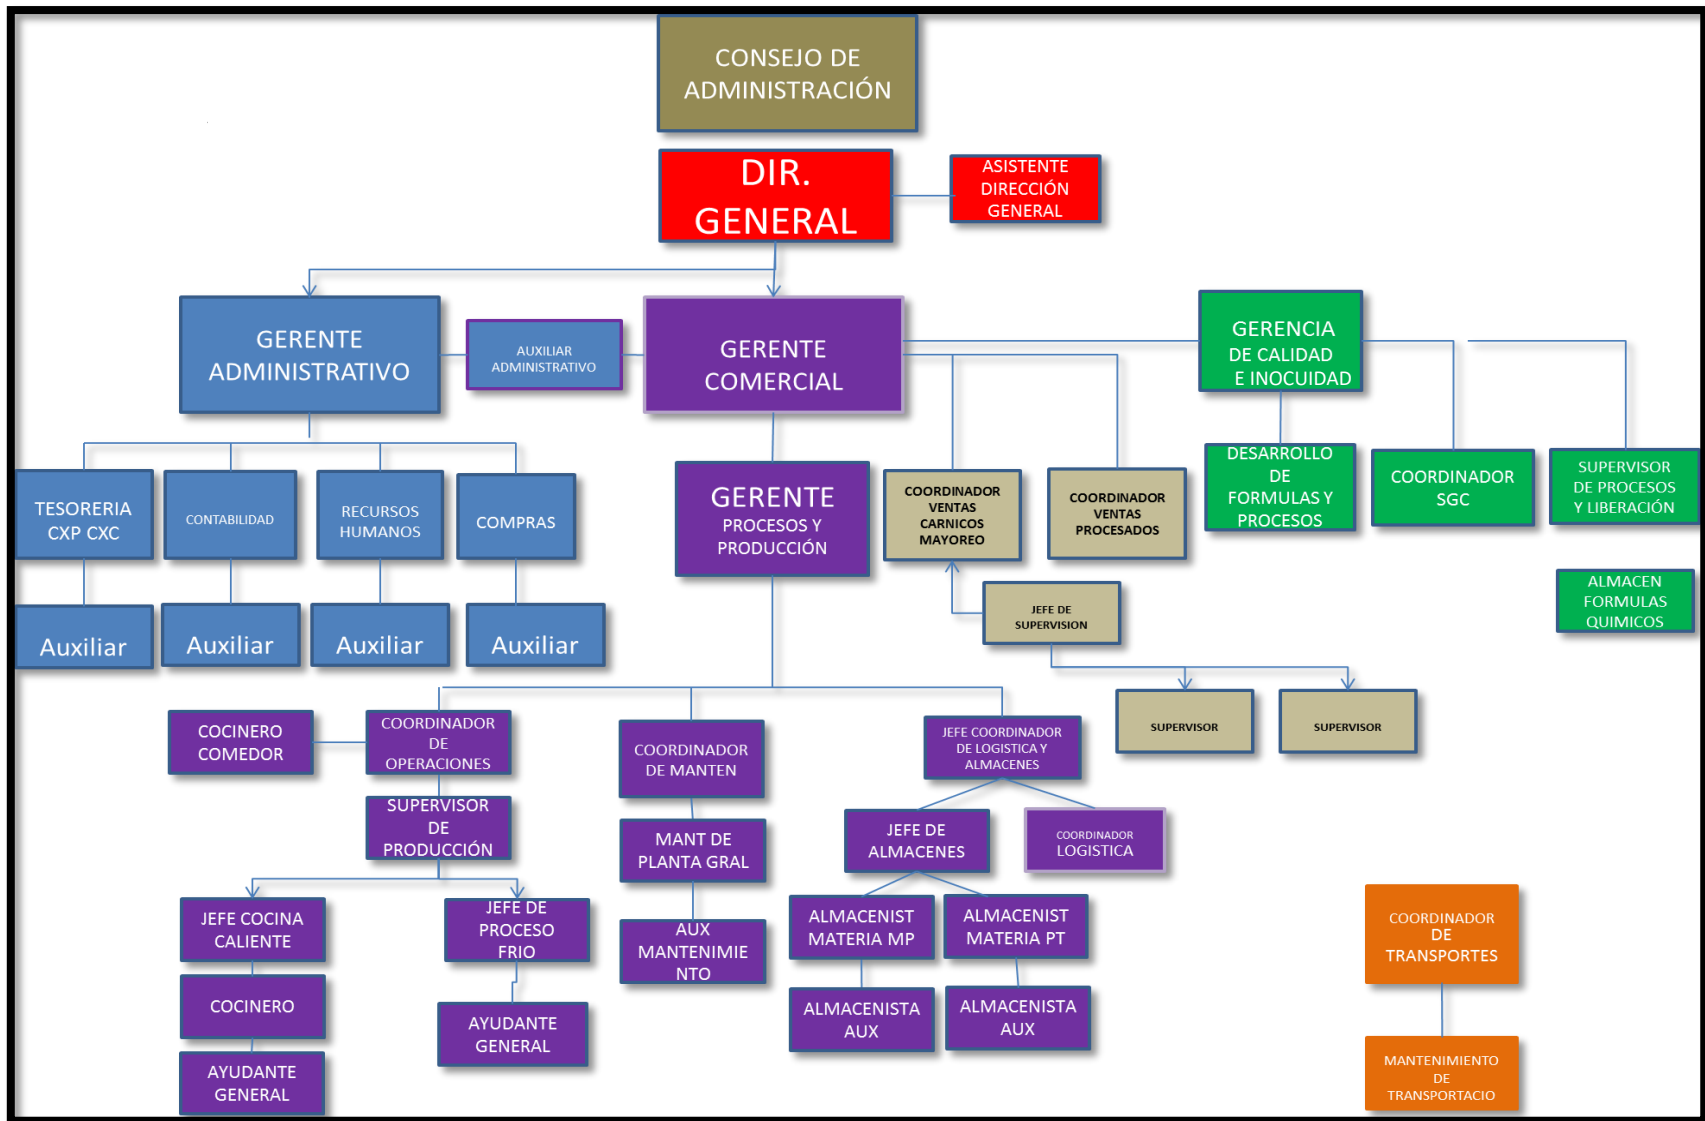 CONSEJO DE
ADMINISTRACIÓN
DIR.
GENERAL
ASISTENTE
DIRECCIÓN
GENERAL
GERENTE
ADMINISTRATIVO
AUXILIAR
ADMINISTRATIVO
GERENTE
COMERCIAL
GERENCIA
DE CALIDAD
E INOCUIDAD
TESORERIA
CXP CXC
CONTABILIDAD
RECURSOS
HUMANOS
COMPRAS
GERENTE
PROCESOS Y
PRODUCCIÓN
COORDINADOR
VENTAS
CARNICOS
MAYOREO
COORDINADOR
VENTAS
PROCESADOS
DESARROLLO
DE
FORMULAS Y
PROCESOS
COORDINADOR
SGC
SUPERVISOR
DE PROCESOS
Y LIBERACIÓN
Auxiliar
Auxiliar
Auxiliar
Auxiliar
JEFE DE
SUPERVISION
ALMACEN
FORMULAS
QUIMICOS
SUPERVISOR
SUPERVISOR
COCINERO
COMEDOR
COORDINADOR
DE
OPERACIONES
COORDINADOR
DE MANTEN
JEFE COORDINADOR
DE LOGISTICA Y
ALMACENES
SUPERVISOR
DE
PRODUCCIÓN
MANT DE
PLANTA GRAL
JEFE DE
ALMACENES
COORDINADOR
LOGISTICA
JEFE COCINA
CALIENTE
JEFE DE
PROCESO
FRIO
AUX
MANTENIMIE
NTO
ALMACENIST
MATERIA MP
ALMACENIST
MATERIA PT
COORDINADOR
DE
TRANSPORTES
COCINERO
AYUDANTE
GENERAL
ALMACENISTA
AUX
ALMACENISTA
AUX
AYUDANTE
GENERAL
MANTENIMIENTO
DE
TRANSPORTACIO